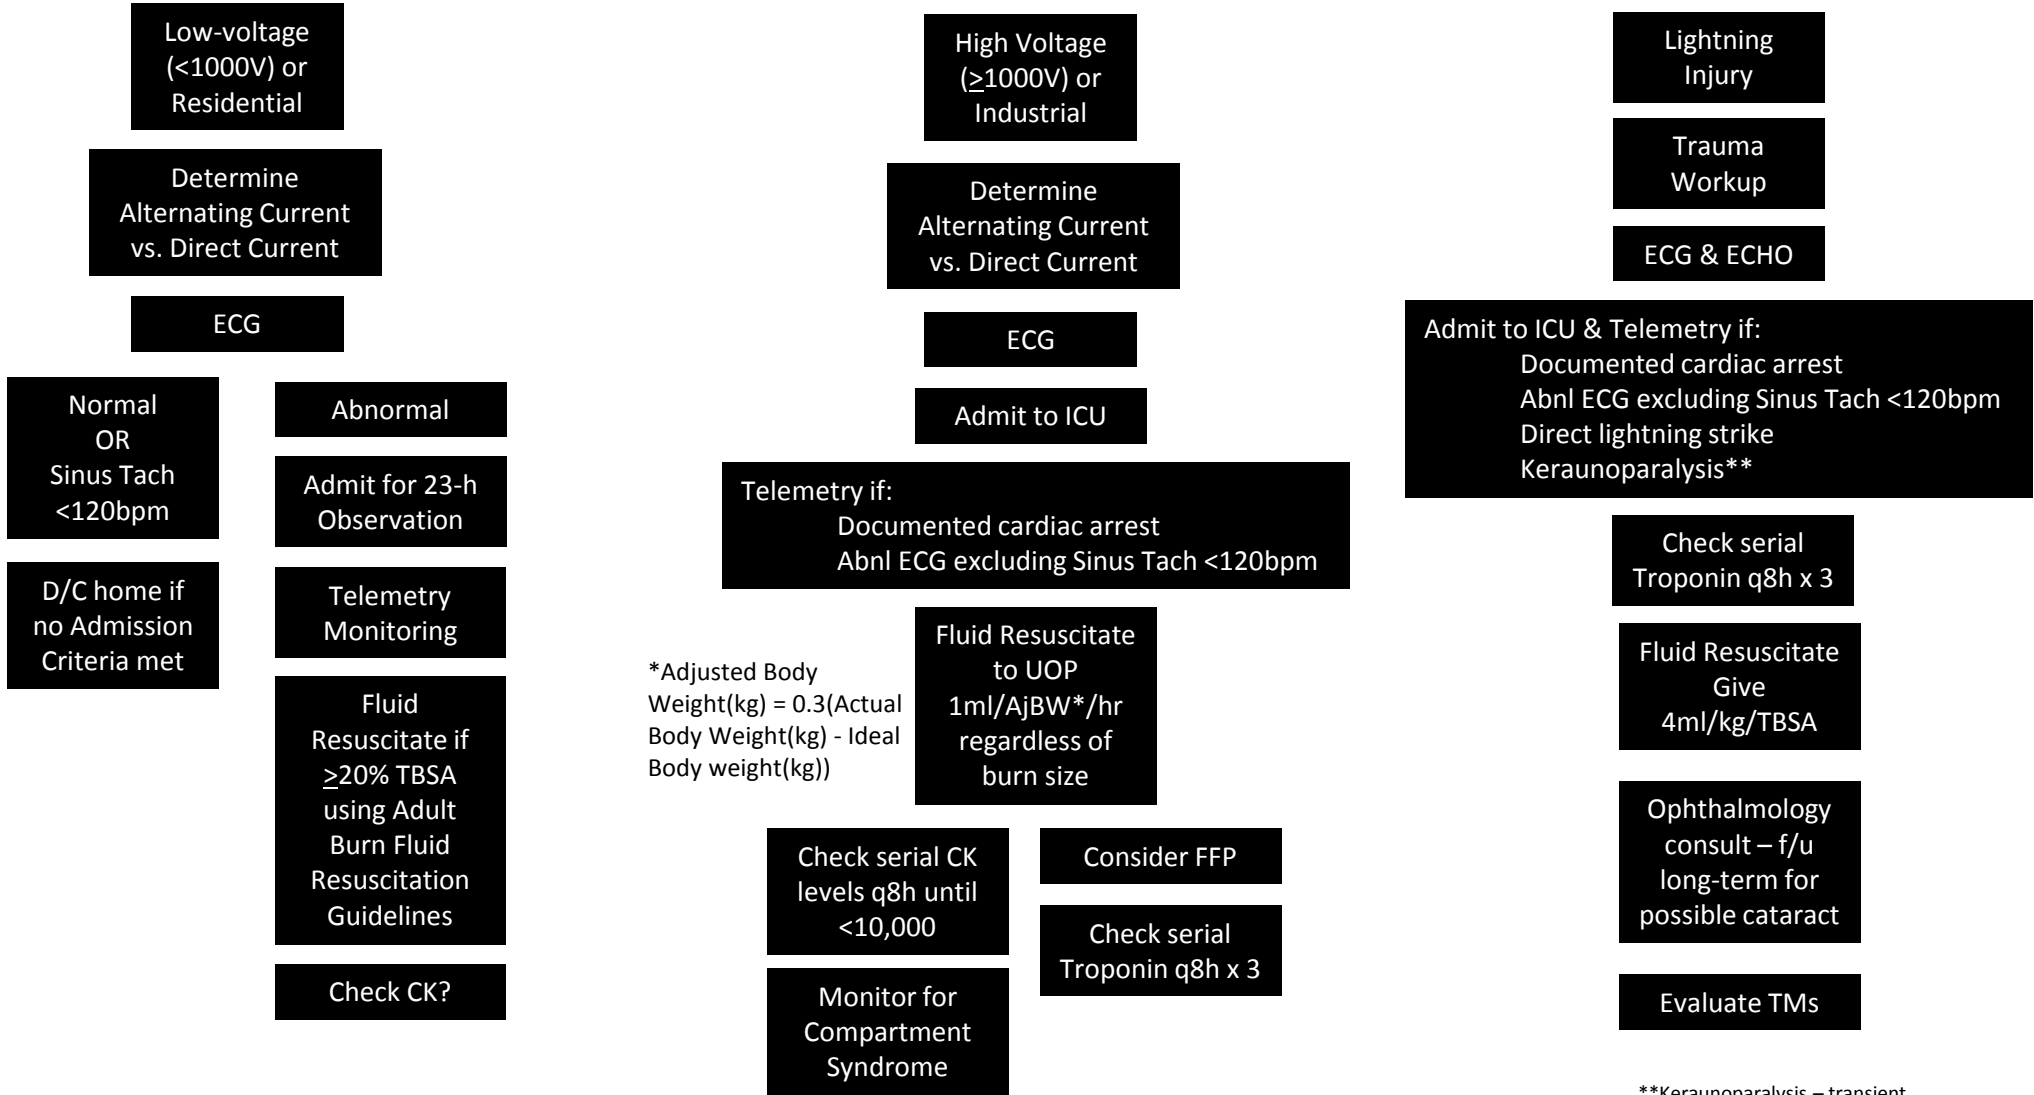 Low-voltage
(<1000V) or
Residential
Determine
Alternating Current
vs. Direct Current
ECG
Normal
OR
Sinus Tach
<120bpm
D/C home if
no Admission
Criteria met
Abnormal
Admit for 23-h
Observation
Telemetry
Monitoring
Fluid
Resuscitate if
≥20% TBSA
using Adult
Burn Fluid
Resuscitation
Guidelines
Check CK?
High Voltage
(≥1000V) or
Industrial
Determine
Alternating Current
vs. Direct Current
ECG
Admit to ICU
Telemetry if:
Documented cardiac arrest
Abnl ECG excluding Sinus Tach <120bpm
*Adjusted Body
Weight(kg) = 0.3(Actual
Body Weight(kg) - Ideal
Body weight(kg))
Fluid Resuscitate
to UOP
1ml/AjBW*/hr
regardless of
burn size
Check serial CK
levels q8h until
<10,000
Monitor for
Compartment
Syndrome
Consider FFP
Check serial
Troponin q8h x 3
Lightning
Injury
Trauma
Workup
ECG & ECHO
Admit to ICU & Telemetry if:
Documented cardiac arrest
Abnl ECG excluding Sinus Tach <120bpm
Direct lightning strike
Keraunoparalysis**
Check serial
Troponin q8h x 3
Fluid Resuscitate
Give
4ml/kg/TBSA
Ophthalmology
consult – f/u
long-term for
possible cataract
Evaluate TMs
**Keraunoparalysis – transient